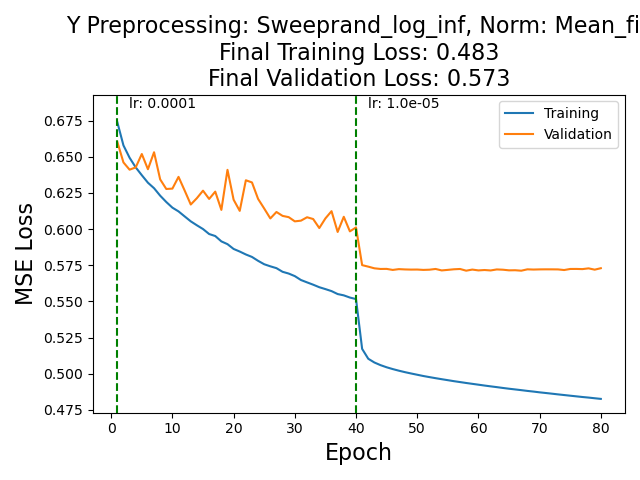 Y Preprocessing: Sweeprand_log_inf, Norm: Mean_fi
Final Training Loss: 0.483
Final Validation Loss: 0.573
lr: 0.0001
lr: 1.0e-05
Training
Validation
0.675
0.650
0.625
0.600
0.575
0.550
0.525
0.500
0.475
MSE Loss
0
10
20
30
40
50
60
70
80
Epoch